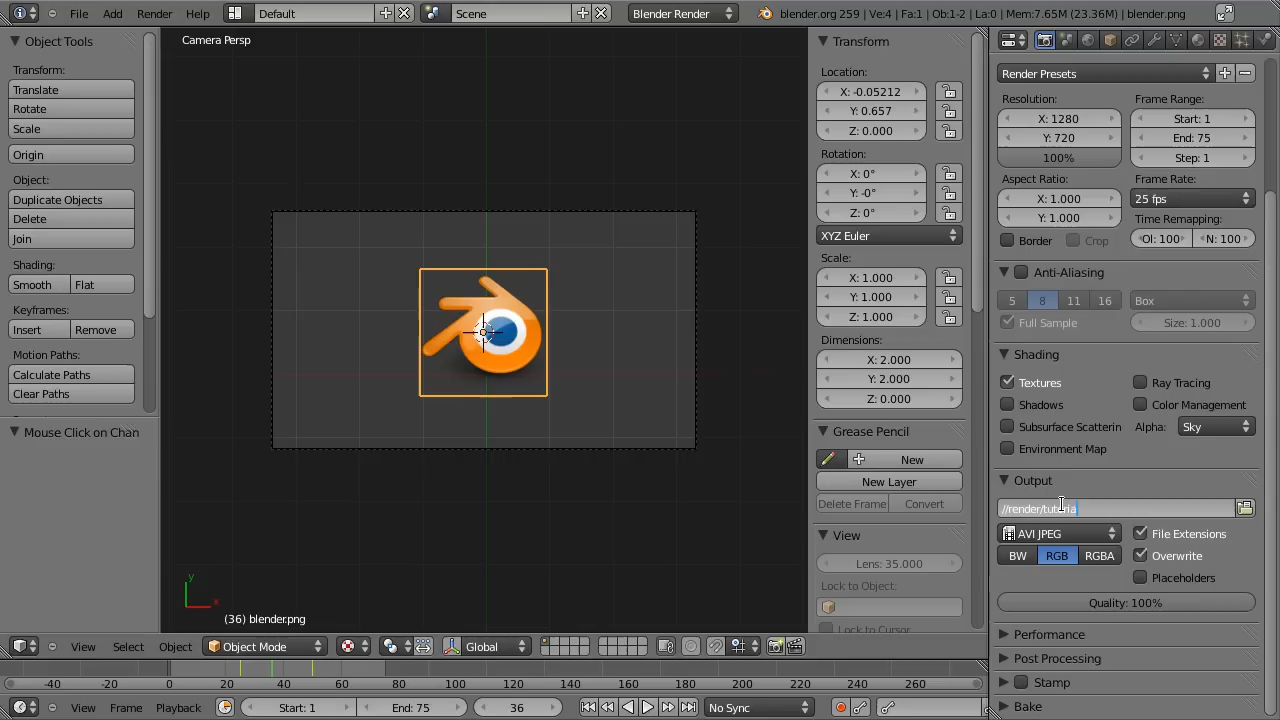 File Add Render Help Default Scene Blender Render blender.org 259 | Ve:4 | Fa:1 | Ob:1-2 | La:0 | Mem:7.65M (23.36M) | blender.png
Object Tools
Transform:
Translate
Rotate
Scale
Origin
Object:
Duplicate Objects
Delete
Join
Shading:
Smooth Flat
Keyframes:
Insert Remove
Motion Paths:
Calculate Paths
Clear Paths
Mouse Click on Chan
Camera Persp
y
x
(36) blender.png
Transform
Location:
X: -0.05212
Y: 0.657
Z: 0.000
Rotation:
X: 0°
Y: -0°
Z: 0°
XYZ Euler
Scale:
X: 1.000
Y: 1.000
Z: 1.000
Dimensions:
X: 2.000
Y: 2.000
Z: 0.000
Grease Pencil
New
New Layer
Delete Frame Convert
View
Lens: 35.000
Lock to Object:
Lock to Cursor
Render Presets
Resolution: Frame Range:
X: 1280 Start: 1
Y: 720 End: 75
100% Step: 1
Aspect Ratio: Frame Rate:
X: 1.000 25 fps
Y: 1.000 Time Remapping:
Border Crop Ol: 100 N: 100
Anti-Aliasing
5 8 11 16 Box
Full Sample Size: 1.000
Shading
Textures Ray Tracing
Shadows Color Management
Subsurface Scatterin Alpha: Sky
Environment Map
Output
//render/tutoria
AVI JPEG File Extensions
BW RGB RGBA Overwrite
Placeholders
Quality: 100%
Performance
Post Processing
Stamp
Bake
View Select Object Object Mode Global
-40 -20 0 20 40 60 80 100 120 140 160 180 200 220 240 260
View Frame Playback Start: 1 End: 75 36 No Sync